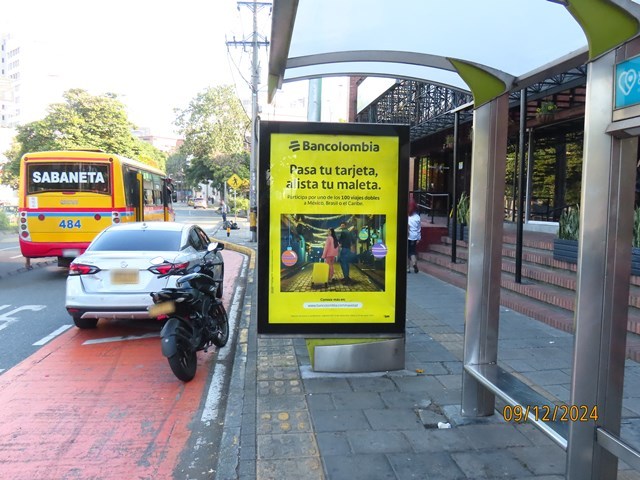 SABANETA
484
Bancolombia
Pasa tu tarjeta,
alista tu maleta.
Participa por uno de los 100 viajes dobles
a México, Brasil o el Caribe.
09/12/2024